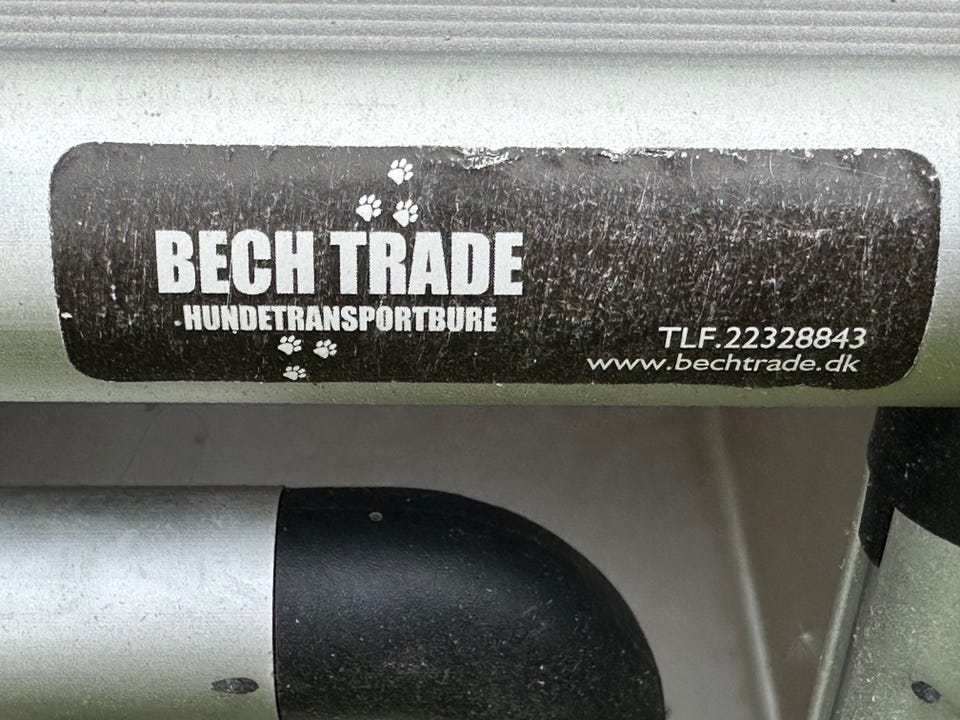 BECH TRADE
HUNDETRANSPORTBURE
TLF.22328843
www.bechtrade.dk